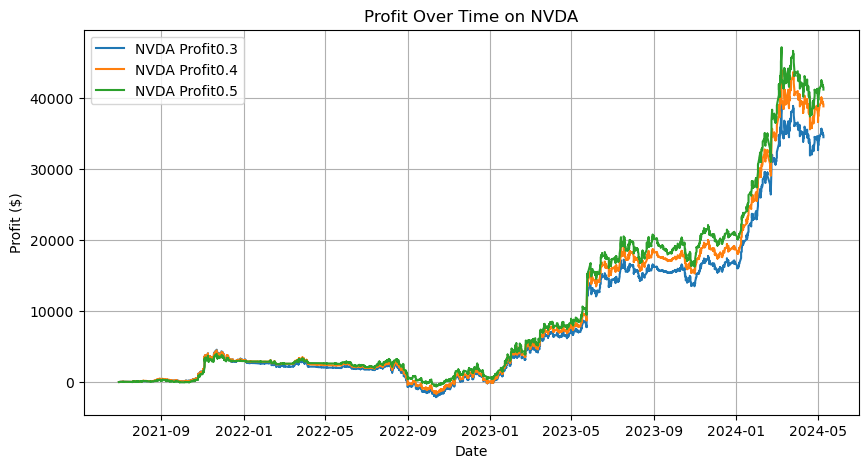 Profit Over Time on NVDA
NVDA Profit0.3
NVDA Profit0.4
NVDA Profit0.5
Profit ($)
40000
30000
20000
10000
0
2021-09 2022-01 2022-05 2022-09 2023-01 2023-05 2023-09 2024-01 2024-05
Date